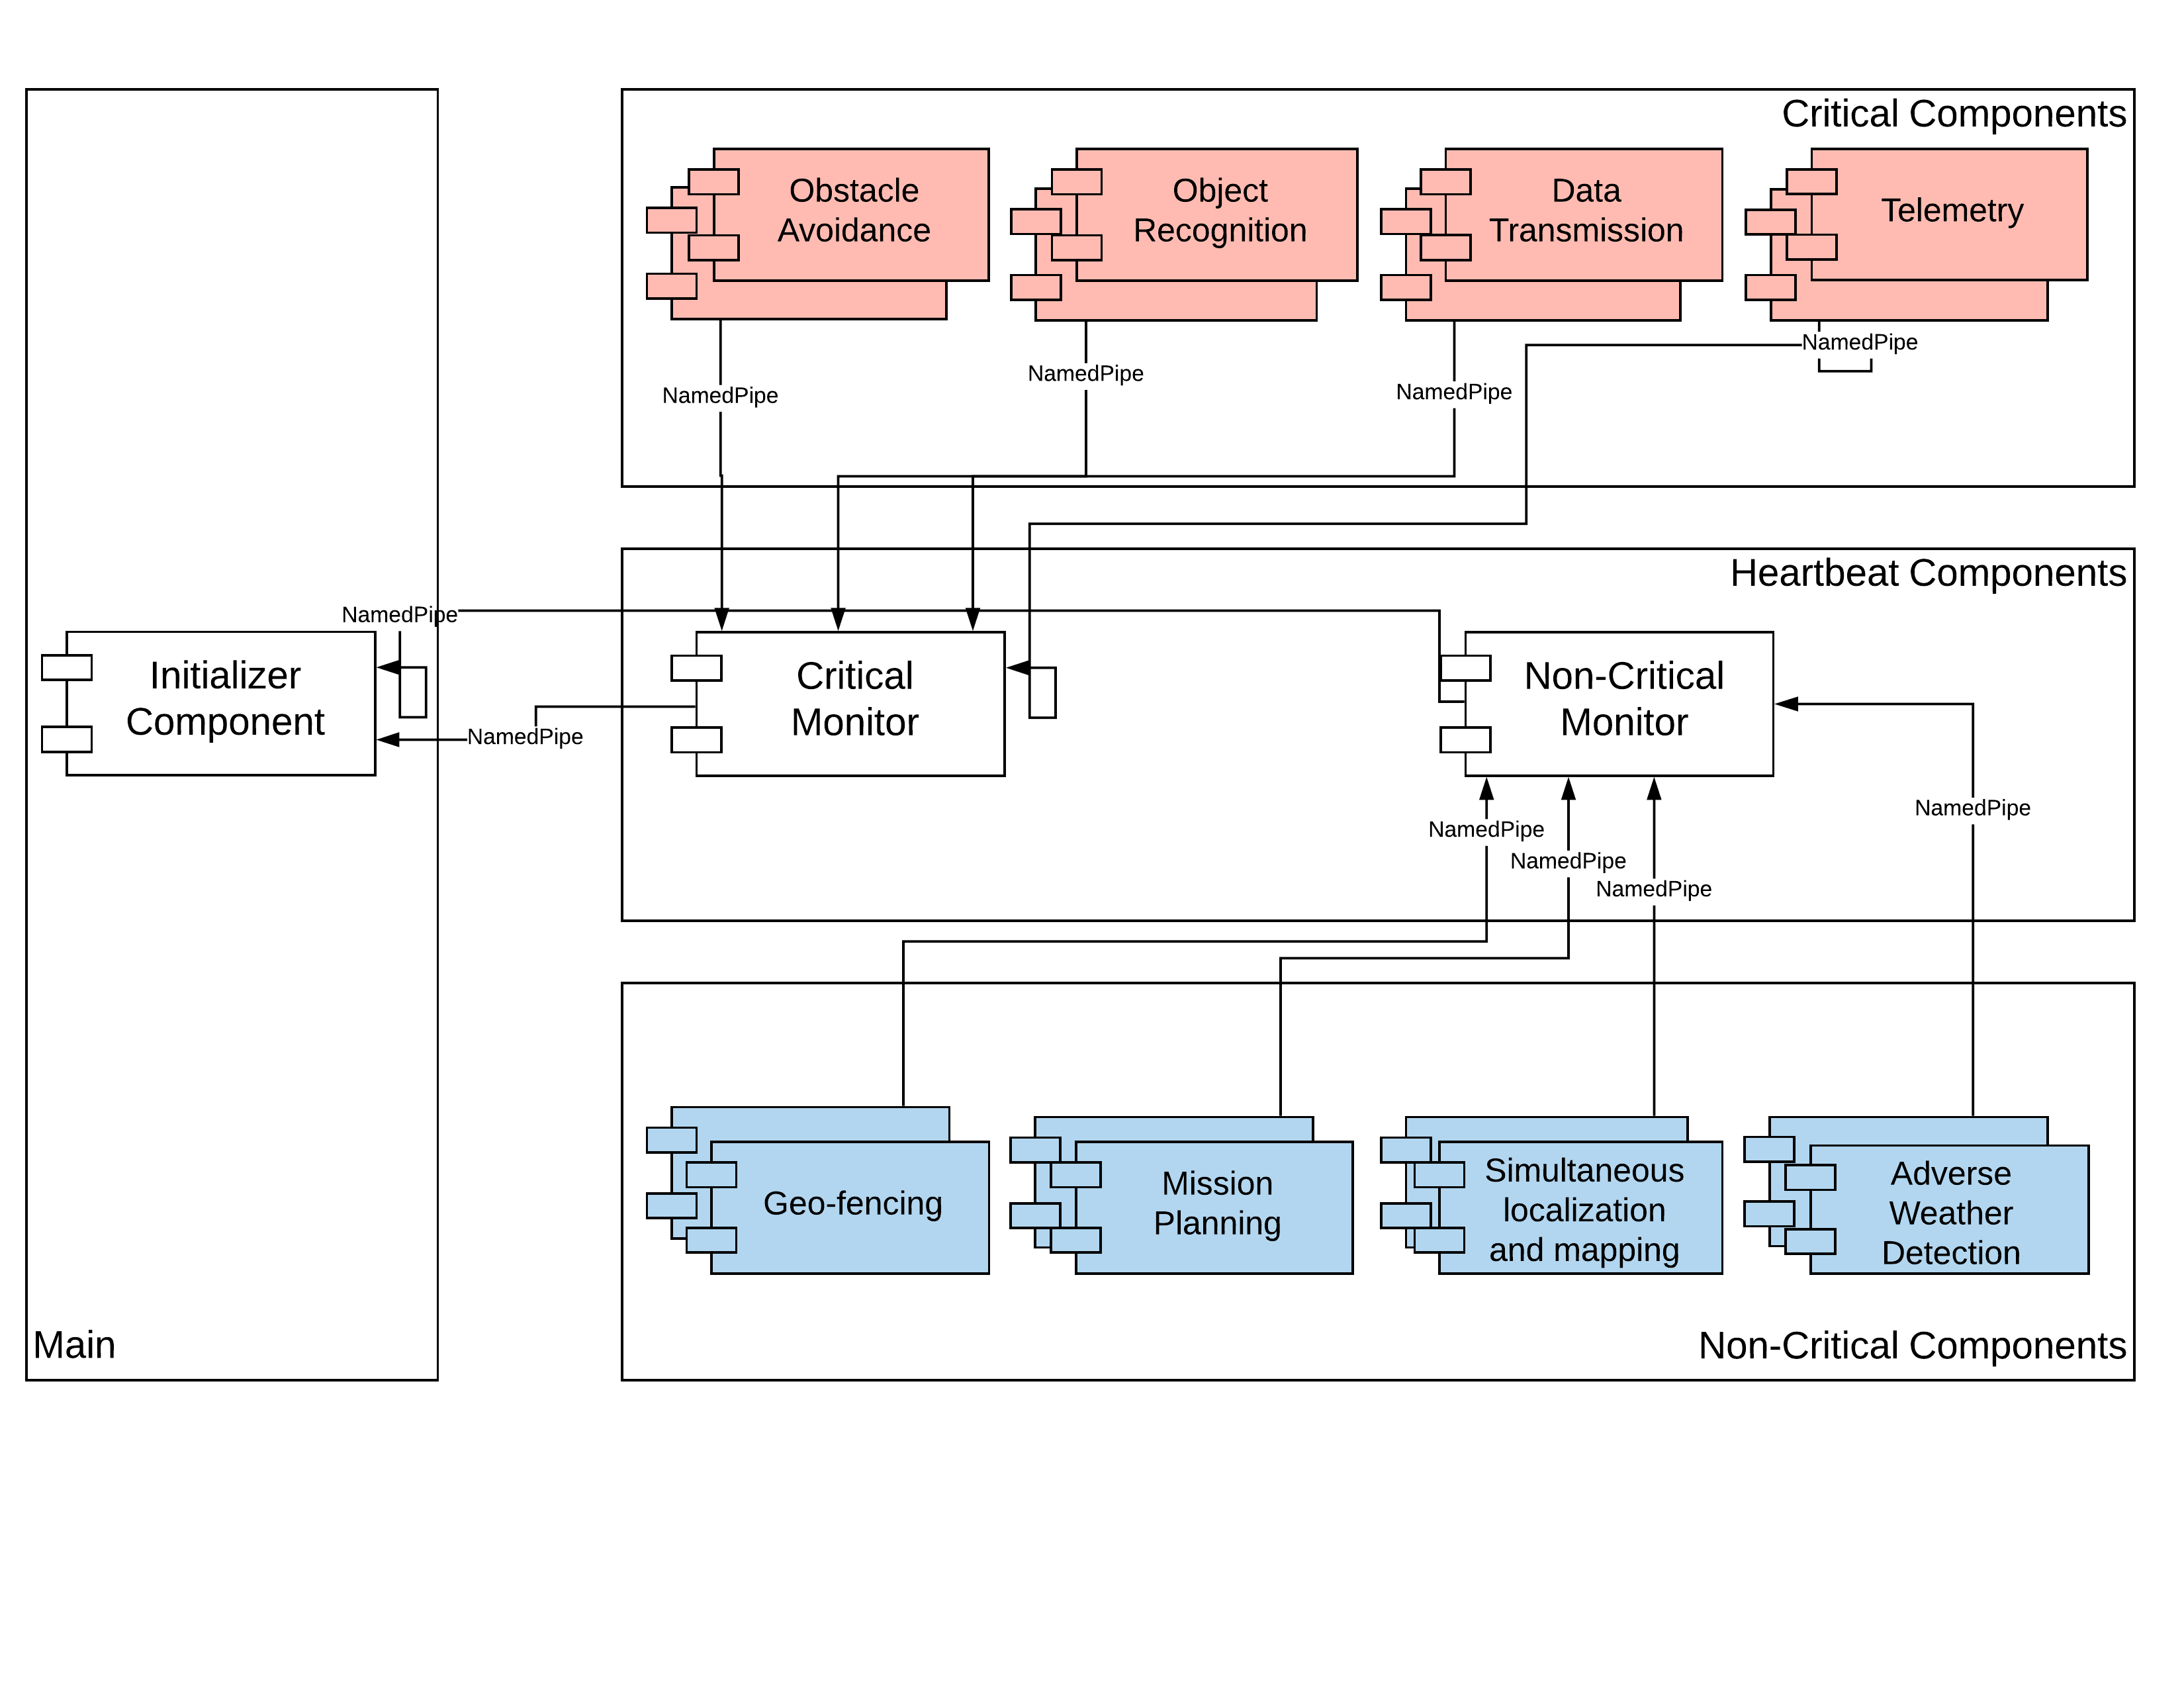 Critical Components
Obstacle
Avoidance
Object
Recognition
Data
Transmission
Telemetry
NamedPipe
NamedPipe
NamedPipe
NamedPipe
Heartbeat Components
NamedPipe
Initializer
Component
NamedPipe
Critical
Monitor
Non-Critical
Monitor
NamedPipe
NamedPipe
NamedPipe
NamedPipe
Geo-fencing
Mission
Planning
Simultaneous
localization
and mapping
Adverse
Weather
Detection
Main
Non-Critical Components